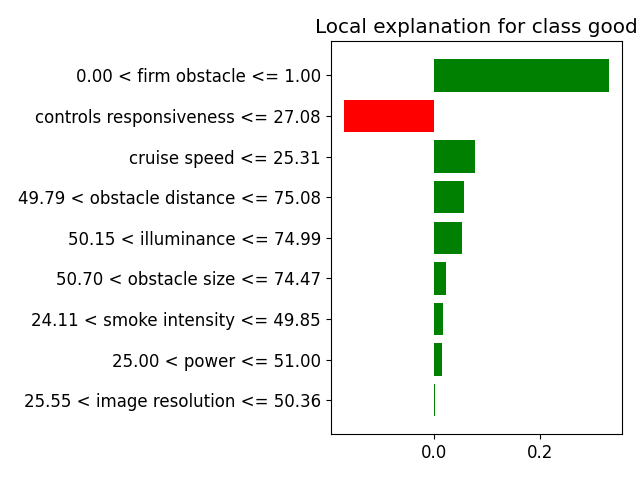 Local explanation for class good
0.00 < firm obstacle <= 1.00
controls responsiveness <= 27.08
cruise speed <= 25.31
49.79 < obstacle distance <= 75.08
50.15 < illuminance <= 74.99
50.70 < obstacle size <= 74.47
24.11 < smoke intensity <= 49.85
25.00 < power <= 51.00
25.55 < image resolution <= 50.36
0.0 0.2